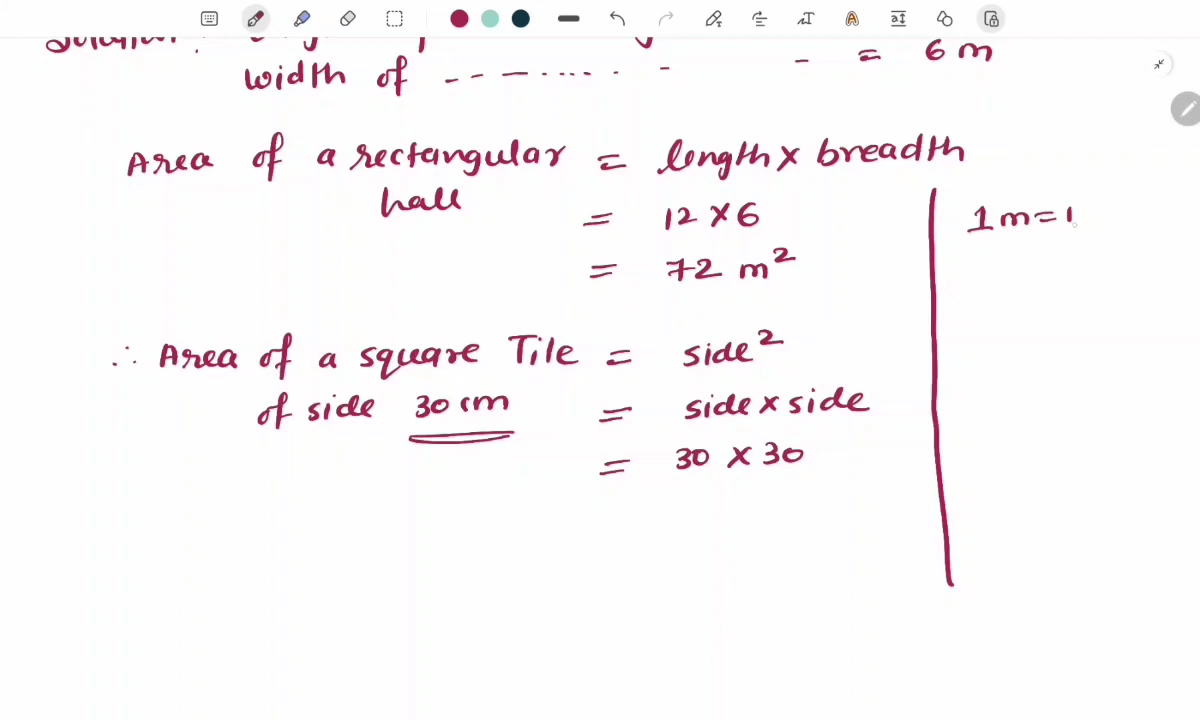 = 6 m
width of - - - .... . - -
Area of a rectangular = length x breadth
hall
= 12 x 6
= 72 m²
1 m = 1
∴ Area of a square Tile = side²
of side 30 cm = side x side
= 30 x 30